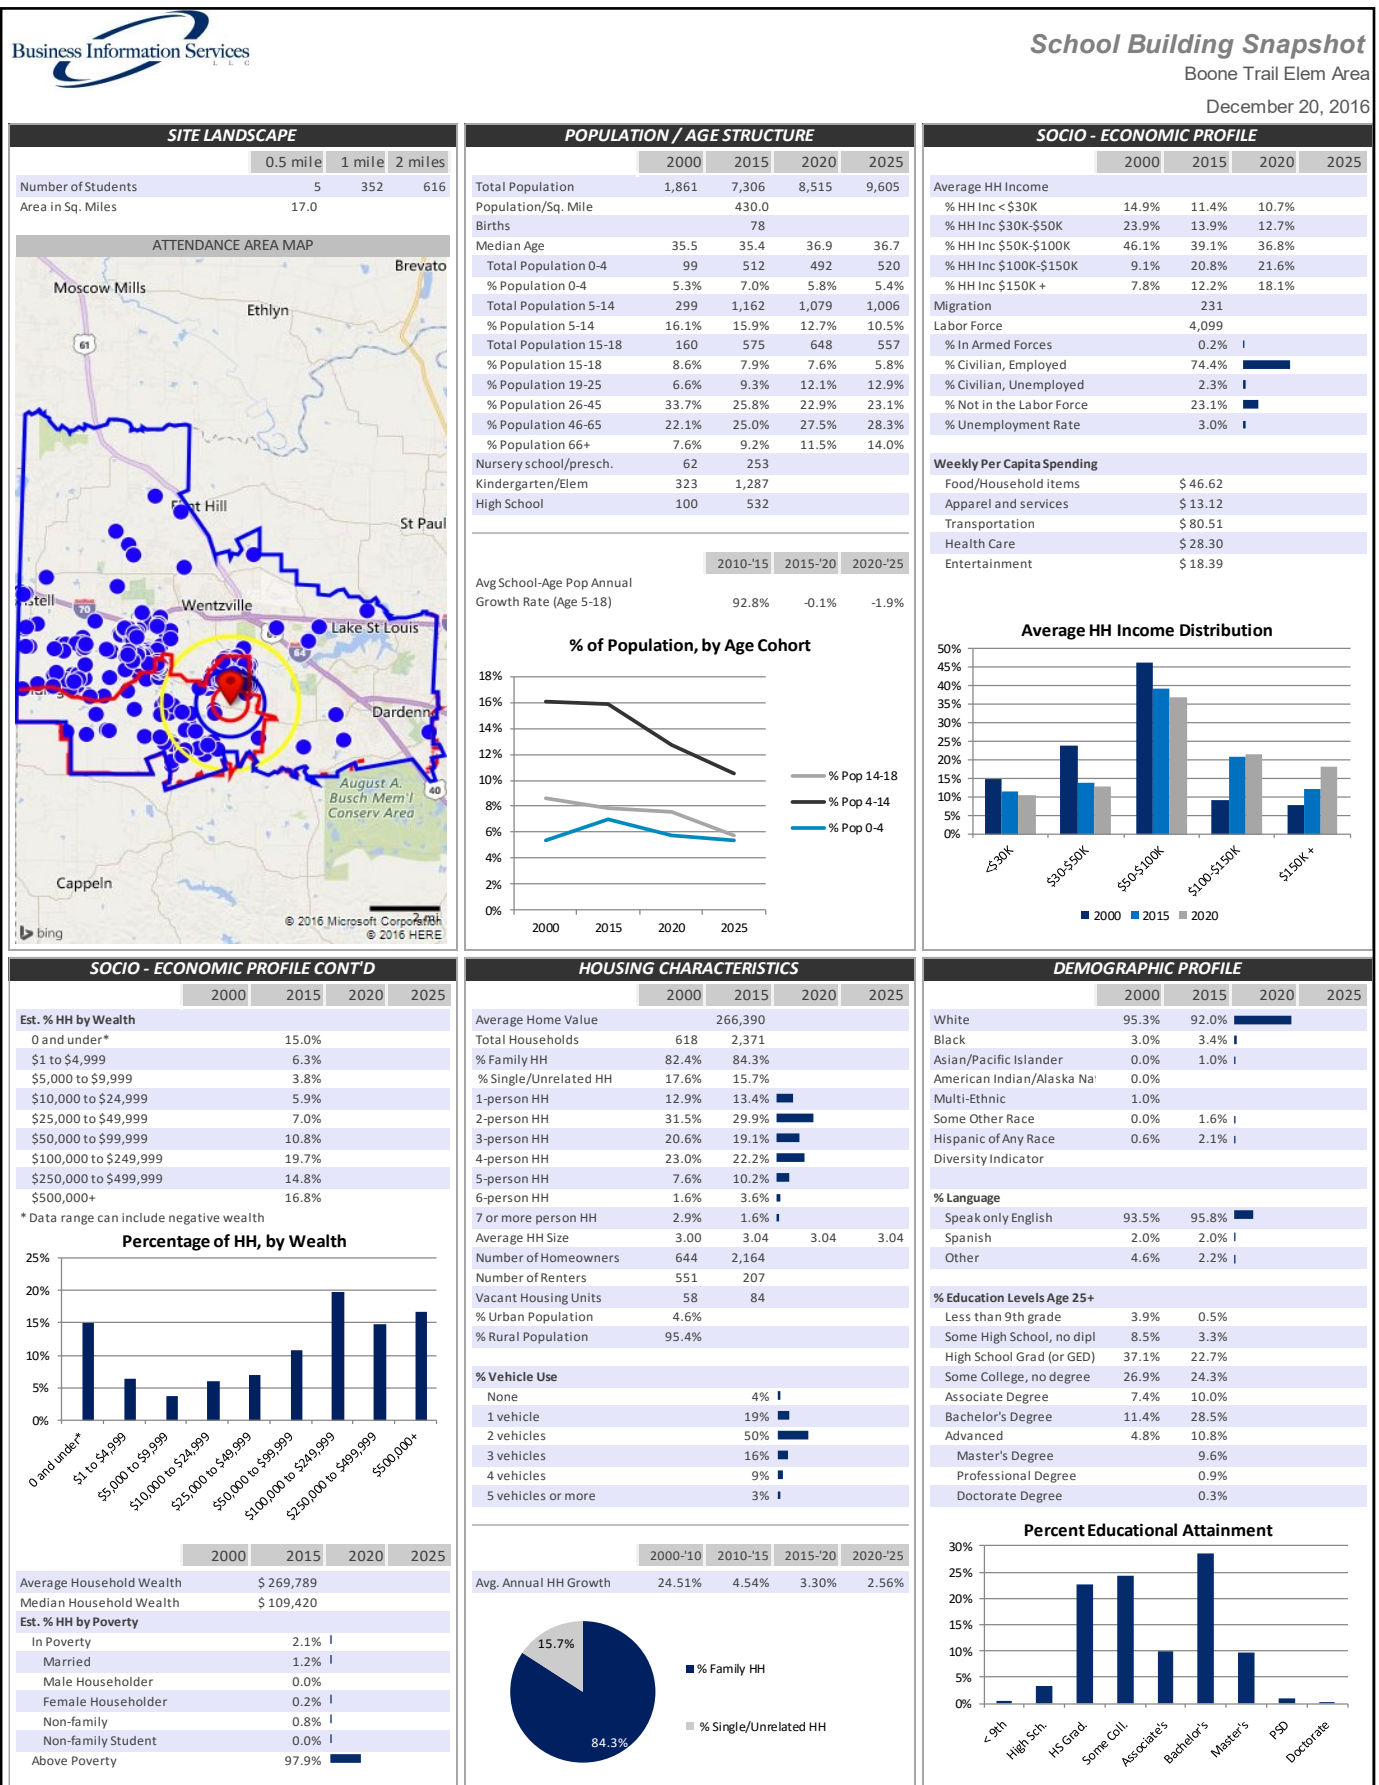 Business Information Services
L L C
School Building Snapshot
Boone Trail Elem Area
December 20, 2016
SITE LANDSCAPE
0.5 mile 1 mile 2 miles
Number of Students 5 352 616
Area in Sq. Miles 17.0
ATTENDANCE AREA MAP
Brevato
Moscow Mills
Ethlyn
61
Flint Hill
St Paul
stell
70
Wentzville
Lake St Louis
64
Dardenn
August A.
Busch Mem'l
Conserv Area
40
Cappeln
2 mi
© 2016 Microsoft Corporation
bing
© 2016 HERE
POPULATION / AGE STRUCTURE
2000 2015 2020 2025
Total Population 1,861 7,306 8,515 9,605
Population/Sq. Mile 430.0
Births 78
Median Age 35.5 35.4 36.9 36.7
Total Population 0-4 99 512 492 520
% Population 0-4 5.3% 7.0% 5.8% 5.4%
Total Population 5-14 299 1,162 1,079 1,006
% Population 5-14 16.1% 15.9% 12.7% 10.5%
Total Population 15-18 160 575 648 557
% Population 15-18 8.6% 7.9% 7.6% 5.8%
% Population 19-25 6.6% 9.3% 12.1% 12.9%
% Population 26-45 33.7% 25.8% 22.9% 23.1%
% Population 46-65 22.1% 25.0% 27.5% 28.3%
% Population 66+ 7.6% 9.2% 11.5% 14.0%
Nursery school/presch. 62 253
Kindergarten/Elem 323 1,287
High School 100 532
2010-'15 2015-'20 2020-'25
Avg School-Age Pop Annual
Growth Rate (Age 5-18) 92.8% -0.1% -1.9%
% of Population, by Age Cohort
18%
16%
14%
12%
10%
8%
6%
4%
2%
0%
2000 2015 2020 2025
% Pop 14-18
% Pop 4-14
% Pop 0-4
SOCIO - ECONOMIC PROFILE
2000 2015 2020 2025
Average HH Income
% HH Inc < $30K 14.9% 11.4% 10.7%
% HH Inc $30K-$50K 23.9% 13.9% 12.7%
% HH Inc $50K-$100K 46.1% 39.1% 36.8%
% HH Inc $100K-$150K 9.1% 20.8% 21.6%
% HH Inc $150K + 7.8% 12.2% 18.1%
Migration 231
Labor Force 4,099
% In Armed Forces 0.2%
% Civilian, Employed 74.4%
% Civilian, Unemployed 2.3%
% Not in the Labor Force 23.1%
% Unemployment Rate 3.0%
Weekly Per Capita Spending
Food/Household items $ 46.62
Apparel and services $ 13.12
Transportation $ 80.51
Health Care $ 28.30
Entertainment $ 18.39
Average HH Income Distribution
50%
45%
40%
35%
30%
25%
20%
15%
10%
5%
0%
<$30K $30-$50K $50-$100K $100-$150K $150K +
2000 2015 2020
SOCIO - ECONOMIC PROFILE CONT'D
2000 2015 2020 2025
Est. % HH by Wealth
0 and under* 15.0%
$1 to $4,999 6.3%
$5,000 to $9,999 3.8%
$10,000 to $24,999 5.9%
$25,000 to $49,999 7.0%
$50,000 to $99,999 10.8%
$100,000 to $249,999 19.7%
$250,000 to $499,999 14.8%
$500,000+ 16.8%
* Data range can include negative wealth
Percentage of HH, by Wealth
25%
20%
15%
10%
5%
0%
0 and under* $1 to $4,999 $5,000 to $9,999 $10,000 to $24,999 $25,000 to $49,999 $50,000 to $99,999 $100,000 to $249,999 $250,000 to $499,999 $500,000+
2000 2015 2020 2025
Average Household Wealth $ 269,789
Median Household Wealth $ 109,420
Est. % HH by Poverty
In Poverty 2.1%
Married 1.2%
Male Householder 0.0%
Female Householder 0.2%
Non-family 0.8%
Non-family Student 0.0%
Above Poverty 97.9%
HOUSING CHARACTERISTICS
2000 2015 2020 2025
Average Home Value 266,390
Total Households 618 2,371
% Family HH 82.4% 84.3%
% Single/Unrelated HH 17.6% 15.7%
1-person HH 12.9% 13.4%
2-person HH 31.5% 29.9%
3-person HH 20.6% 19.1%
4-person HH 23.0% 22.2%
5-person HH 7.6% 10.2%
6-person HH 1.6% 3.6%
7 or more person HH 2.9% 1.6%
Average HH Size 3.00 3.04 3.04 3.04
Number of Homeowners 644 2,164
Number of Renters 551 207
Vacant Housing Units 58 84
% Urban Population 4.6%
% Rural Population 95.4%
% Vehicle Use
None 4%
1 vehicle 19%
2 vehicles 50%
3 vehicles 16%
4 vehicles 9%
5 vehicles or more 3%
2000-'10 2010-'15 2015-'20 2020-'25
Avg. Annual HH Growth 24.51% 4.54% 3.30% 2.56%
15.7%
84.3%
% Family HH
% Single/Unrelated HH
DEMOGRAPHIC PROFILE
2000 2015 2020 2025
White 95.3% 92.0%
Black 3.0% 3.4%
Asian/Pacific Islander 0.0% 1.0%
American Indian/Alaska Nat 0.0%
Multi-Ethnic 1.0%
Some Other Race 0.0% 1.6%
Hispanic of Any Race 0.6% 2.1%
Diversity Indicator
% Language
Speak only English 93.5% 95.8%
Spanish 2.0% 2.0%
Other 4.6% 2.2%
% Education Levels Age 25+
Less than 9th grade 3.9% 0.5%
Some High School, no dipl 8.5% 3.3%
High School Grad (or GED) 37.1% 22.7%
Some College, no degree 26.9% 24.3%
Associate Degree 7.4% 10.0%
Bachelor's Degree 11.4% 28.5%
Advanced 4.8% 10.8%
Master's Degree 9.6%
Professional Degree 0.9%
Doctorate Degree 0.3%
Percent Educational Attainment
30%
25%
20%
15%
10%
5%
0%
< 9th High Sch. HS Grad. Some Coll. Associate's Bachelor's Master's PSD Doctorate